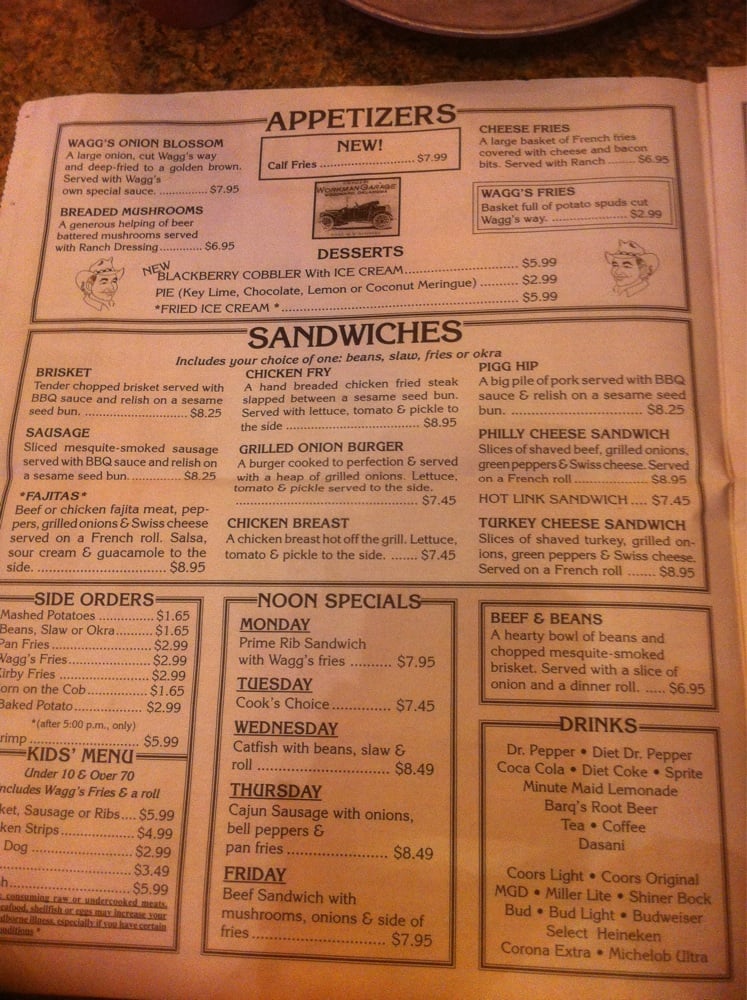 APPETIZERS
WAGG'S ONION BLOSSOM
A large onion, cut Wagg's way
and deep-fried to a golden brown.
Served with Wagg's
own special sauce. .............. $7.95
BREADED MUSHROOMS
A generous helping of beer
battered mushrooms served
with Ranch Dressing............ $6.95
NEW!
Calf Fries ............................ $7.99
WORKMAN GARAGE
CHEESE FRIES
A large basket of French fries
covered with cheese and bacon
bits. Served with Ranch ......... $6.95
WAGG'S FRIES
Basket full of potato spuds cut
Wagg's way. ..................... $2.99
DESSERTS
NEW BLACKBERRY COBBLER With ICE CREAM.............................. $5.99
PIE (Key Lime, Chocolate, Lemon or Coconut Meringue) .......... $2.99
*FRIED ICE CREAM *.............................................................. $5.99
SANDWICHES
Includes your choice of one: beans, slaw, fries or okra
BRISKET
Tender chopped brisket served with
BBQ sauce and relish on a sesame
seed bun. ................................ $8.25
SAUSAGE
Sliced mesquite-smoked sausage
served with BBQ sauce and relish on
a sesame seed bun. ................ $8.25
*FAJITAS*
Beef or chicken fajita meat, pep-
pers, grilled onions & Swiss cheese
served on a French roll. Salsa,
sour cream & guacamole to the
side. ...................................... $8.95
CHICKEN FRY
A hand breaded chicken fried steak
slapped between a sesame seed bun.
Served with lettuce, tomato & pickle to
the side .................................. $8.95
GRILLED ONION BURGER
A burger cooked to perfection & served
with a heap of grilled onions. Lettuce,
tomato & pickle served to the side.
.............................................. $7.45
CHICKEN BREAST
A chicken breast hot off the grill. Lettuce,
tomato & pickle to the side. ....... $7.45
PIGG HIP
A big pile of pork served with BBQ
sauce & relish on a sesame seed
bun. ................................... $8.25
PHILLY CHEESE SANDWICH
Slices of shaved beef, grilled onions,
green peppers & Swiss cheese. Served
on a French roll .................... $8.95
HOT LINK SANDWICH .... $7.45
TURKEY CHEESE SANDWICH
Slices of shaved turkey, grilled on-
ions, green peppers & Swiss cheese.
Served on a French roll ....... $8.95
SIDE ORDERS
Mashed Potatoes ............... $1.65
Beans, Slaw or Okra.......... $1.65
Pan Fries........................... $2.99
Wagg's Fries...................... $2.99
Kirby Fries ........................ $2.99
on the Cob.................. $1.65
Baked Potato..................... $2.99
*(after 5:00 p.m., only)
........................... $5.99
KIDS' MENU
Under 10 & Over 70
Wagg's Fries & a roll
Sausage or Ribs.... $5.99
Strips.................... $4.99
Dog ........................ $2.99
................................ $3.49
................................ $5.99
consuming raw or undercooked meats,
shellfish or eggs may increase your
illness, especially if you have certain
NOON SPECIALS
MONDAY
Prime Rib Sandwich
with Wagg's fries .......... $7.95
TUESDAY
Cook's Choice................ $7.45
WEDNESDAY
Catfish with beans, slaw &
roll ................................ $8.49
THURSDAY
Cajun Sausage with onions,
bell peppers &
pan fries ........................ $8.49
FRIDAY
Beef Sandwich with
mushrooms, onions & side of
fries................................ $7.95
BEEF & BEANS
A hearty bowl of beans and
chopped mesquite-smoked
brisket. Served with a slice of
onion and a dinner roll. ..... $6.95
DRINKS
Dr. Pepper • Diet Dr. Pepper
Coca Cola • Diet Coke • Sprite
Minute Maid Lemonade
Barq's Root Beer
Tea • Coffee
Dasani
Coors Light • Coors Original
MGD • Miller Lite • Shiner Bock
Bud • Bud Light • Budweiser
Select Heineken
Corona Extra • Michelob Ultra